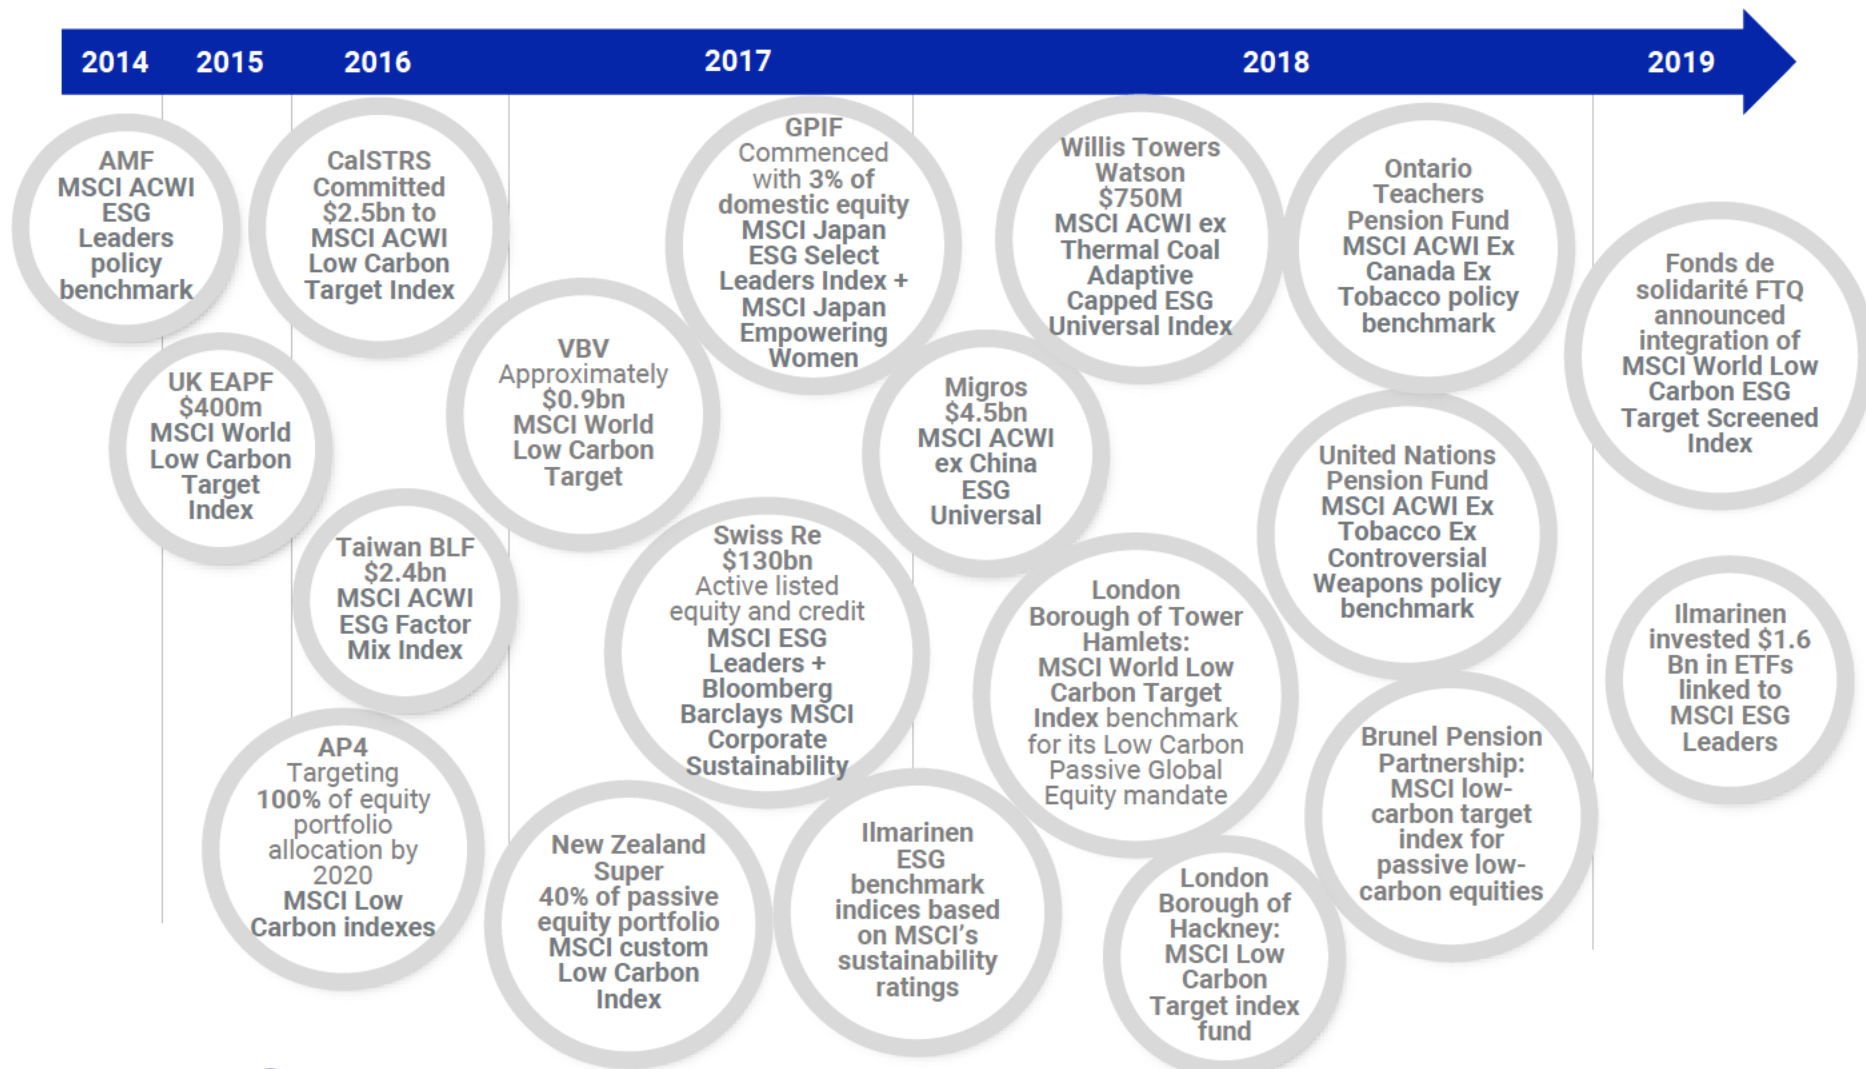 2014
2015
2016
2017
2018
2019
AMF
MSCI ACWI
ESG
Leaders
policy
benchmark
UK EAPF
$400m
MSCI World
Low Carbon
Target
Index
CalSTRS
Committed
$2.5bn to
MSCI ACWI
Low Carbon
Target Index
Taiwan BLF
$2.4bn
MSCI ACWI
ESG Factor
Mix Index
AP4
Targeting
100% of equity
portfolio
allocation by
2020
MSCI Low
Carbon indexes
VBV
Approximately
$0.9bn
MSCI World
Low Carbon
Target
GPIF
Commenced
with 3% of
domestic equity
MSCI Japan
ESG Select
Leaders Index +
MSCI Japan
Empowering
Women
Swiss Re
$130bn
Active listed
equity and credit
MSCI ESG
Leaders +
Bloomberg
Barclays MSCI
Corporate
Sustainability
New Zealand
Super
40% of passive
equity portfolio
MSCI custom
Low Carbon
Index
Migros
$4.5bn
MSCI ACWI
ex China
ESG
Universal
Ilmarinen
ESG
benchmark
indices based
on MSCI's
sustainability
ratings
Willis Towers
Watson
$750M
MSCI ACWI ex
Thermal Coal
Adaptive
Capped ESG
Universal Index
London
Borough of Tower
Hamlets:
MSCI World Low
Carbon Target
Index benchmark
for its Low Carbon
Passive Global
Equity mandate
London
Borough of
Hackney:
MSCI Low
Carbon
Target index
fund
Ontario
Teachers
Pension Fund
MSCI ACWI Ex
Canada Ex
Tobacco policy
benchmark
United Nations
Pension Fund
MSCI ACWI Ex
Tobacco Ex
Controversial
Weapons policy
benchmark
Brunel Pension
Partnership:
MSCI low-
carbon target
index for
passive low-
carbon equities
Fonds de
solidarité FTQ
announced
integration of
MSCI World Low
Carbon ESG
Target Screened
Index
Ilmarinen
invested $1.6
Bn in ETFs
linked to
MSCI ESG
Leaders